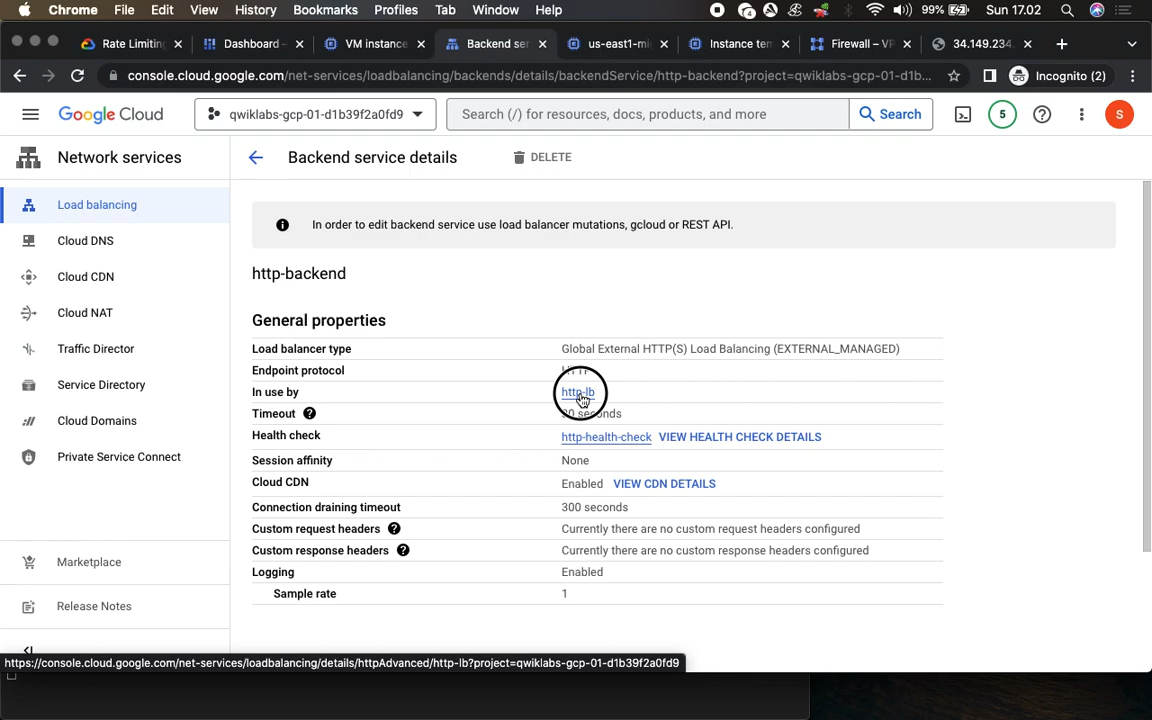 Chrome File Edit View History Bookmarks Profiles Tab Window Help 99% Sun 17.02
Rate Limiting Dashboard – VM instance Backend ser us-east1-mi Instance tem Firewall – VP 34.149.234.
console.cloud.google.com/net-services/loadbalancing/backends/details/backendService/http-backend?project=qwiklabs-gcp-01-d1b... Incognito (2)
Google Cloud qwiklabs-gcp-01-d1b39f2a0fd9 Search (/) for resources, docs, products, and more Search 5 S
Network services
Backend service details DELETE
Load balancing
Cloud DNS
Cloud CDN
Cloud NAT
Traffic Director
Service Directory
Cloud Domains
Private Service Connect
Marketplace
Release Notes
In order to edit backend service use load balancer mutations, gcloud or REST API.
http-backend
General properties
Load balancer type Global External HTTP(S) Load Balancing (EXTERNAL_MANAGED)
Endpoint protocol HTTP
In use by http-lb
Timeout 30 seconds
Health check http-health-check VIEW HEALTH CHECK DETAILS
Session affinity None
Cloud CDN Enabled VIEW CDN DETAILS
Connection draining timeout 300 seconds
Custom request headers Currently there are no custom request headers configured
Custom response headers Currently there are no custom response headers configured
Logging Enabled
Sample rate 1
https://console.cloud.google.com/net-services/loadbalancing/details/httpAdvanced/http-lb?project=qwiklabs-gcp-01-d1b39f2a0fd9